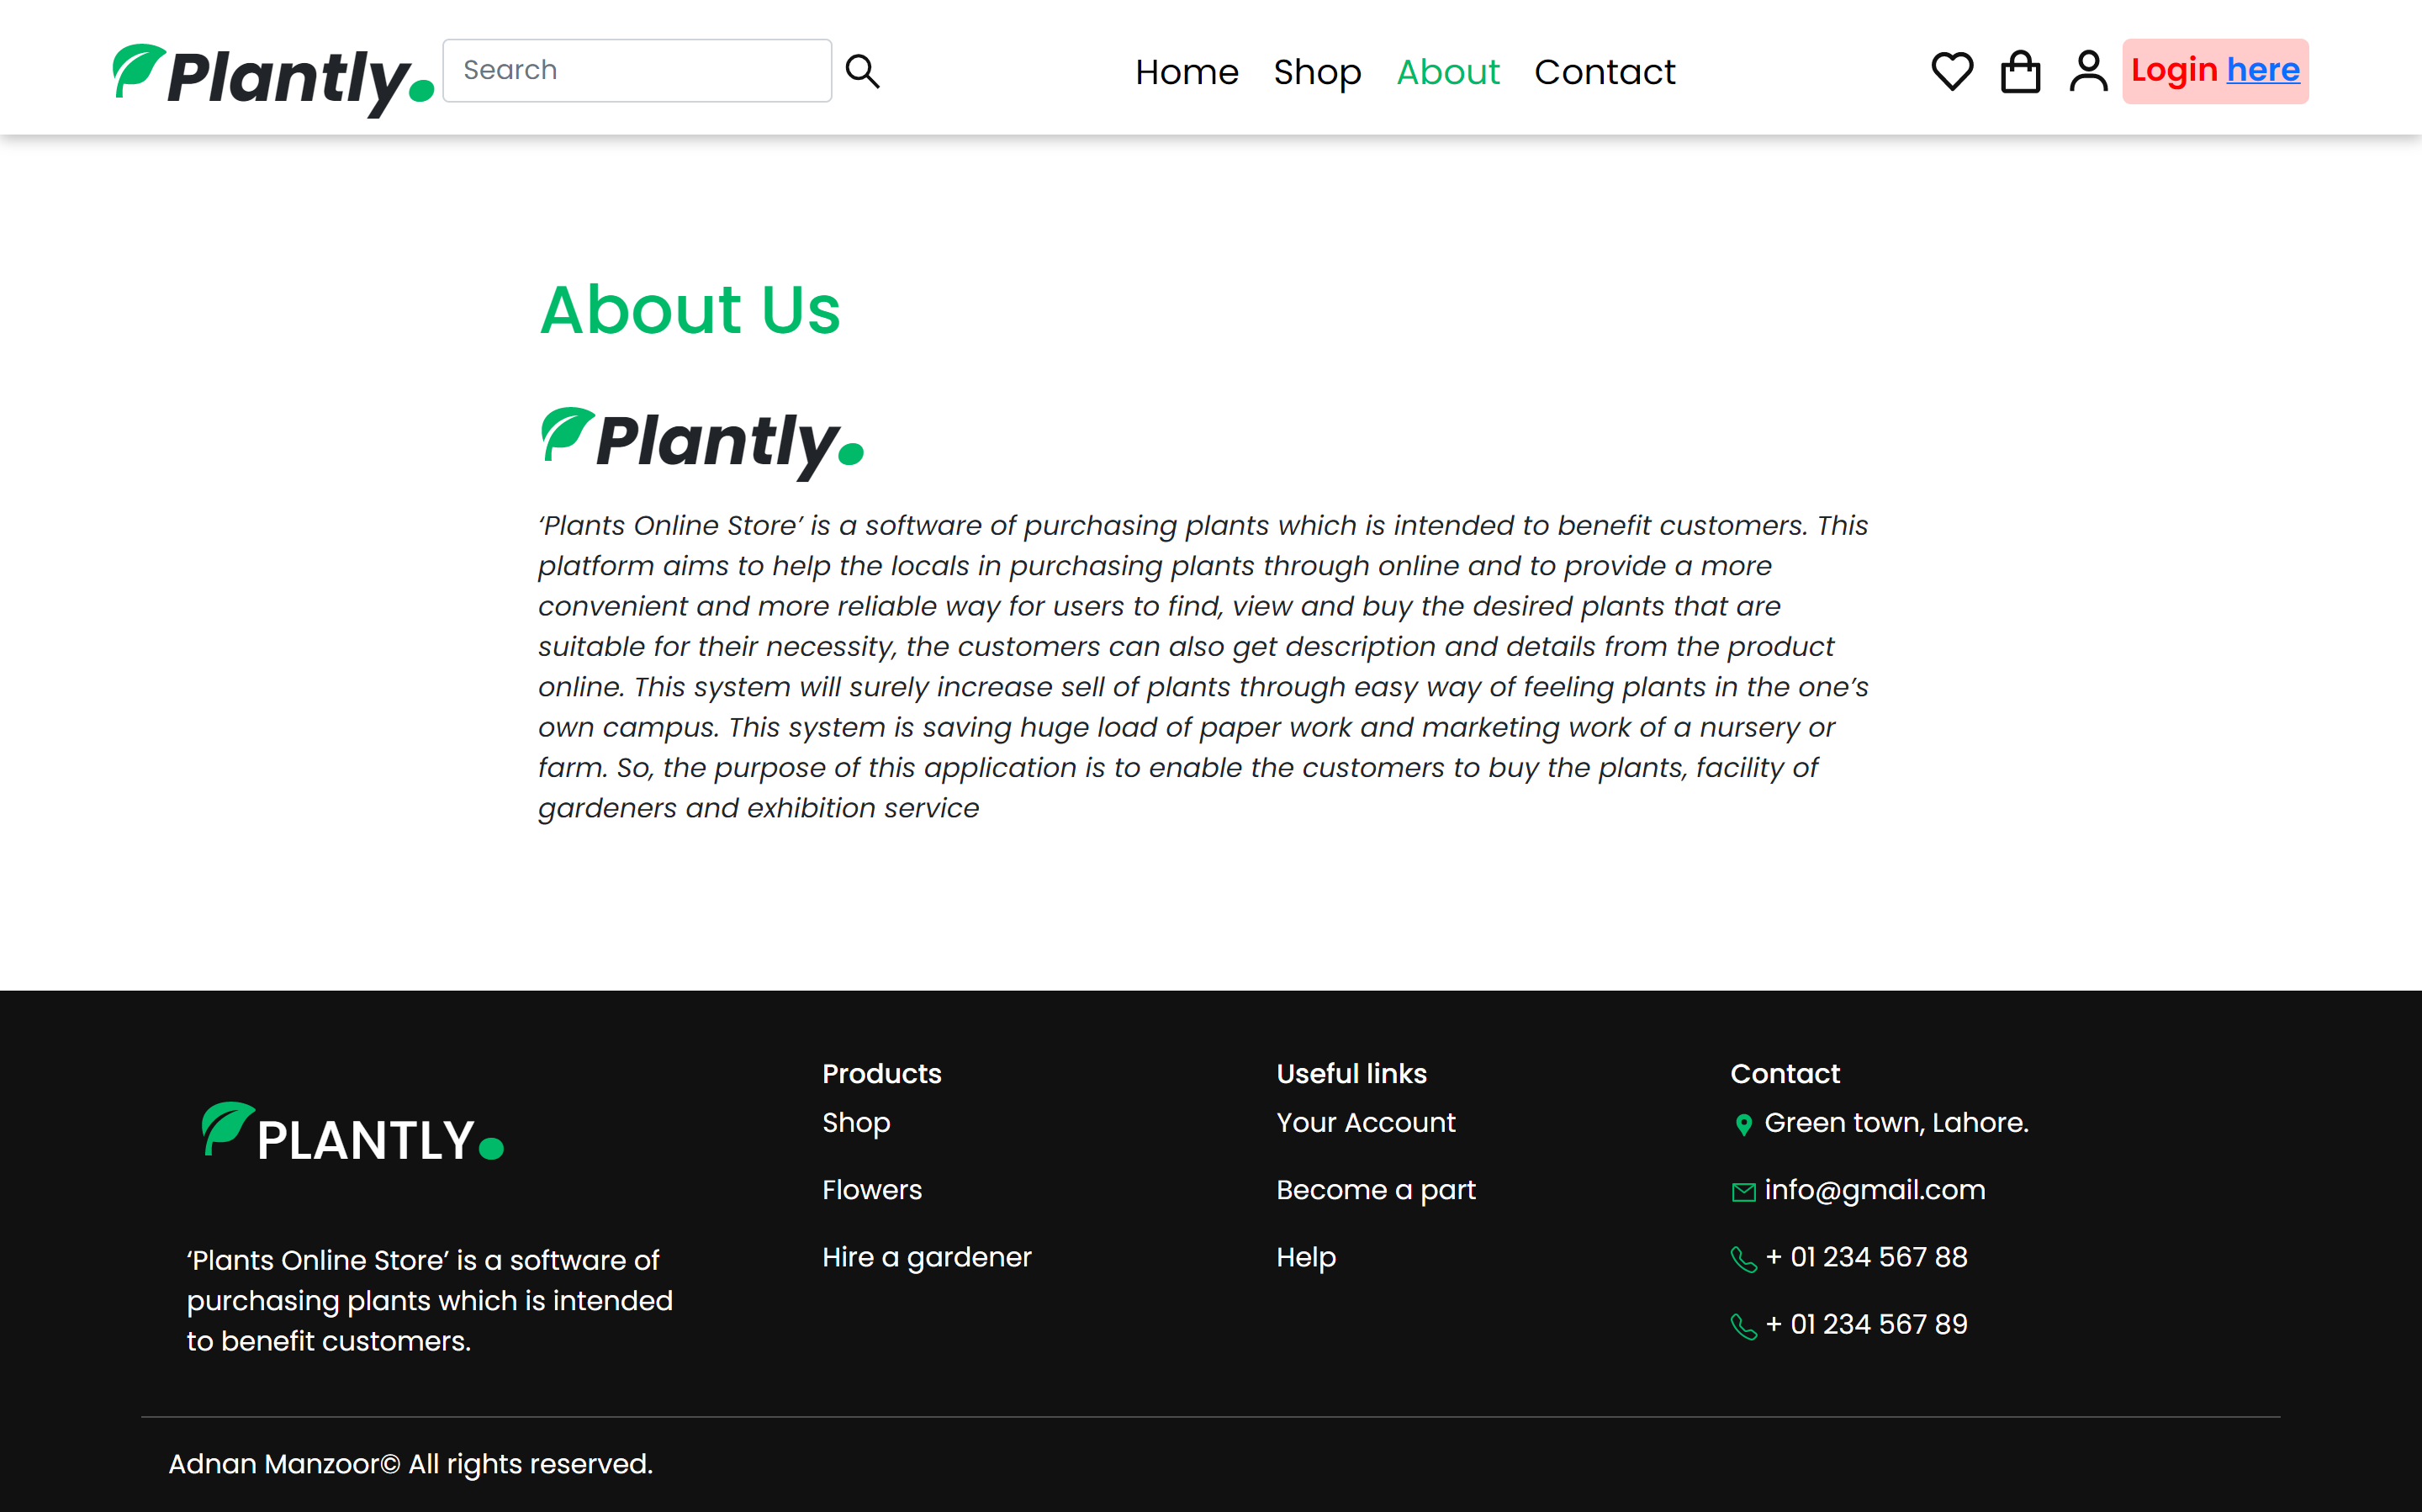 Plantly.
Search
Home Shop About Contact
Login here
About Us
Plantly.
‘Plants Online Store’ is a software of purchasing plants which is intended to benefit customers. This
platform aims to help the locals in purchasing plants through online and to provide a more
convenient and more reliable way for users to find, view and buy the desired plants that are
suitable for their necessity, the customers can also get description and details from the product
online. This system will surely increase sell of plants through easy way of feeling plants in the one’s
own campus. This system is saving huge load of paper work and marketing work of a nursery or
farm. So, the purpose of this application is to enable the customers to buy the plants, facility of
gardeners and exhibition service
PLANTLY.
‘Plants Online Store’ is a software of
purchasing plants which is intended
to benefit customers.
Products
Shop
Flowers
Hire a gardener
Useful links
Your Account
Become a part
Help
Contact
Green town, Lahore.
info@gmail.com
+ 01 234 567 88
+ 01 234 567 89
Adnan Manzoor© All rights reserved.